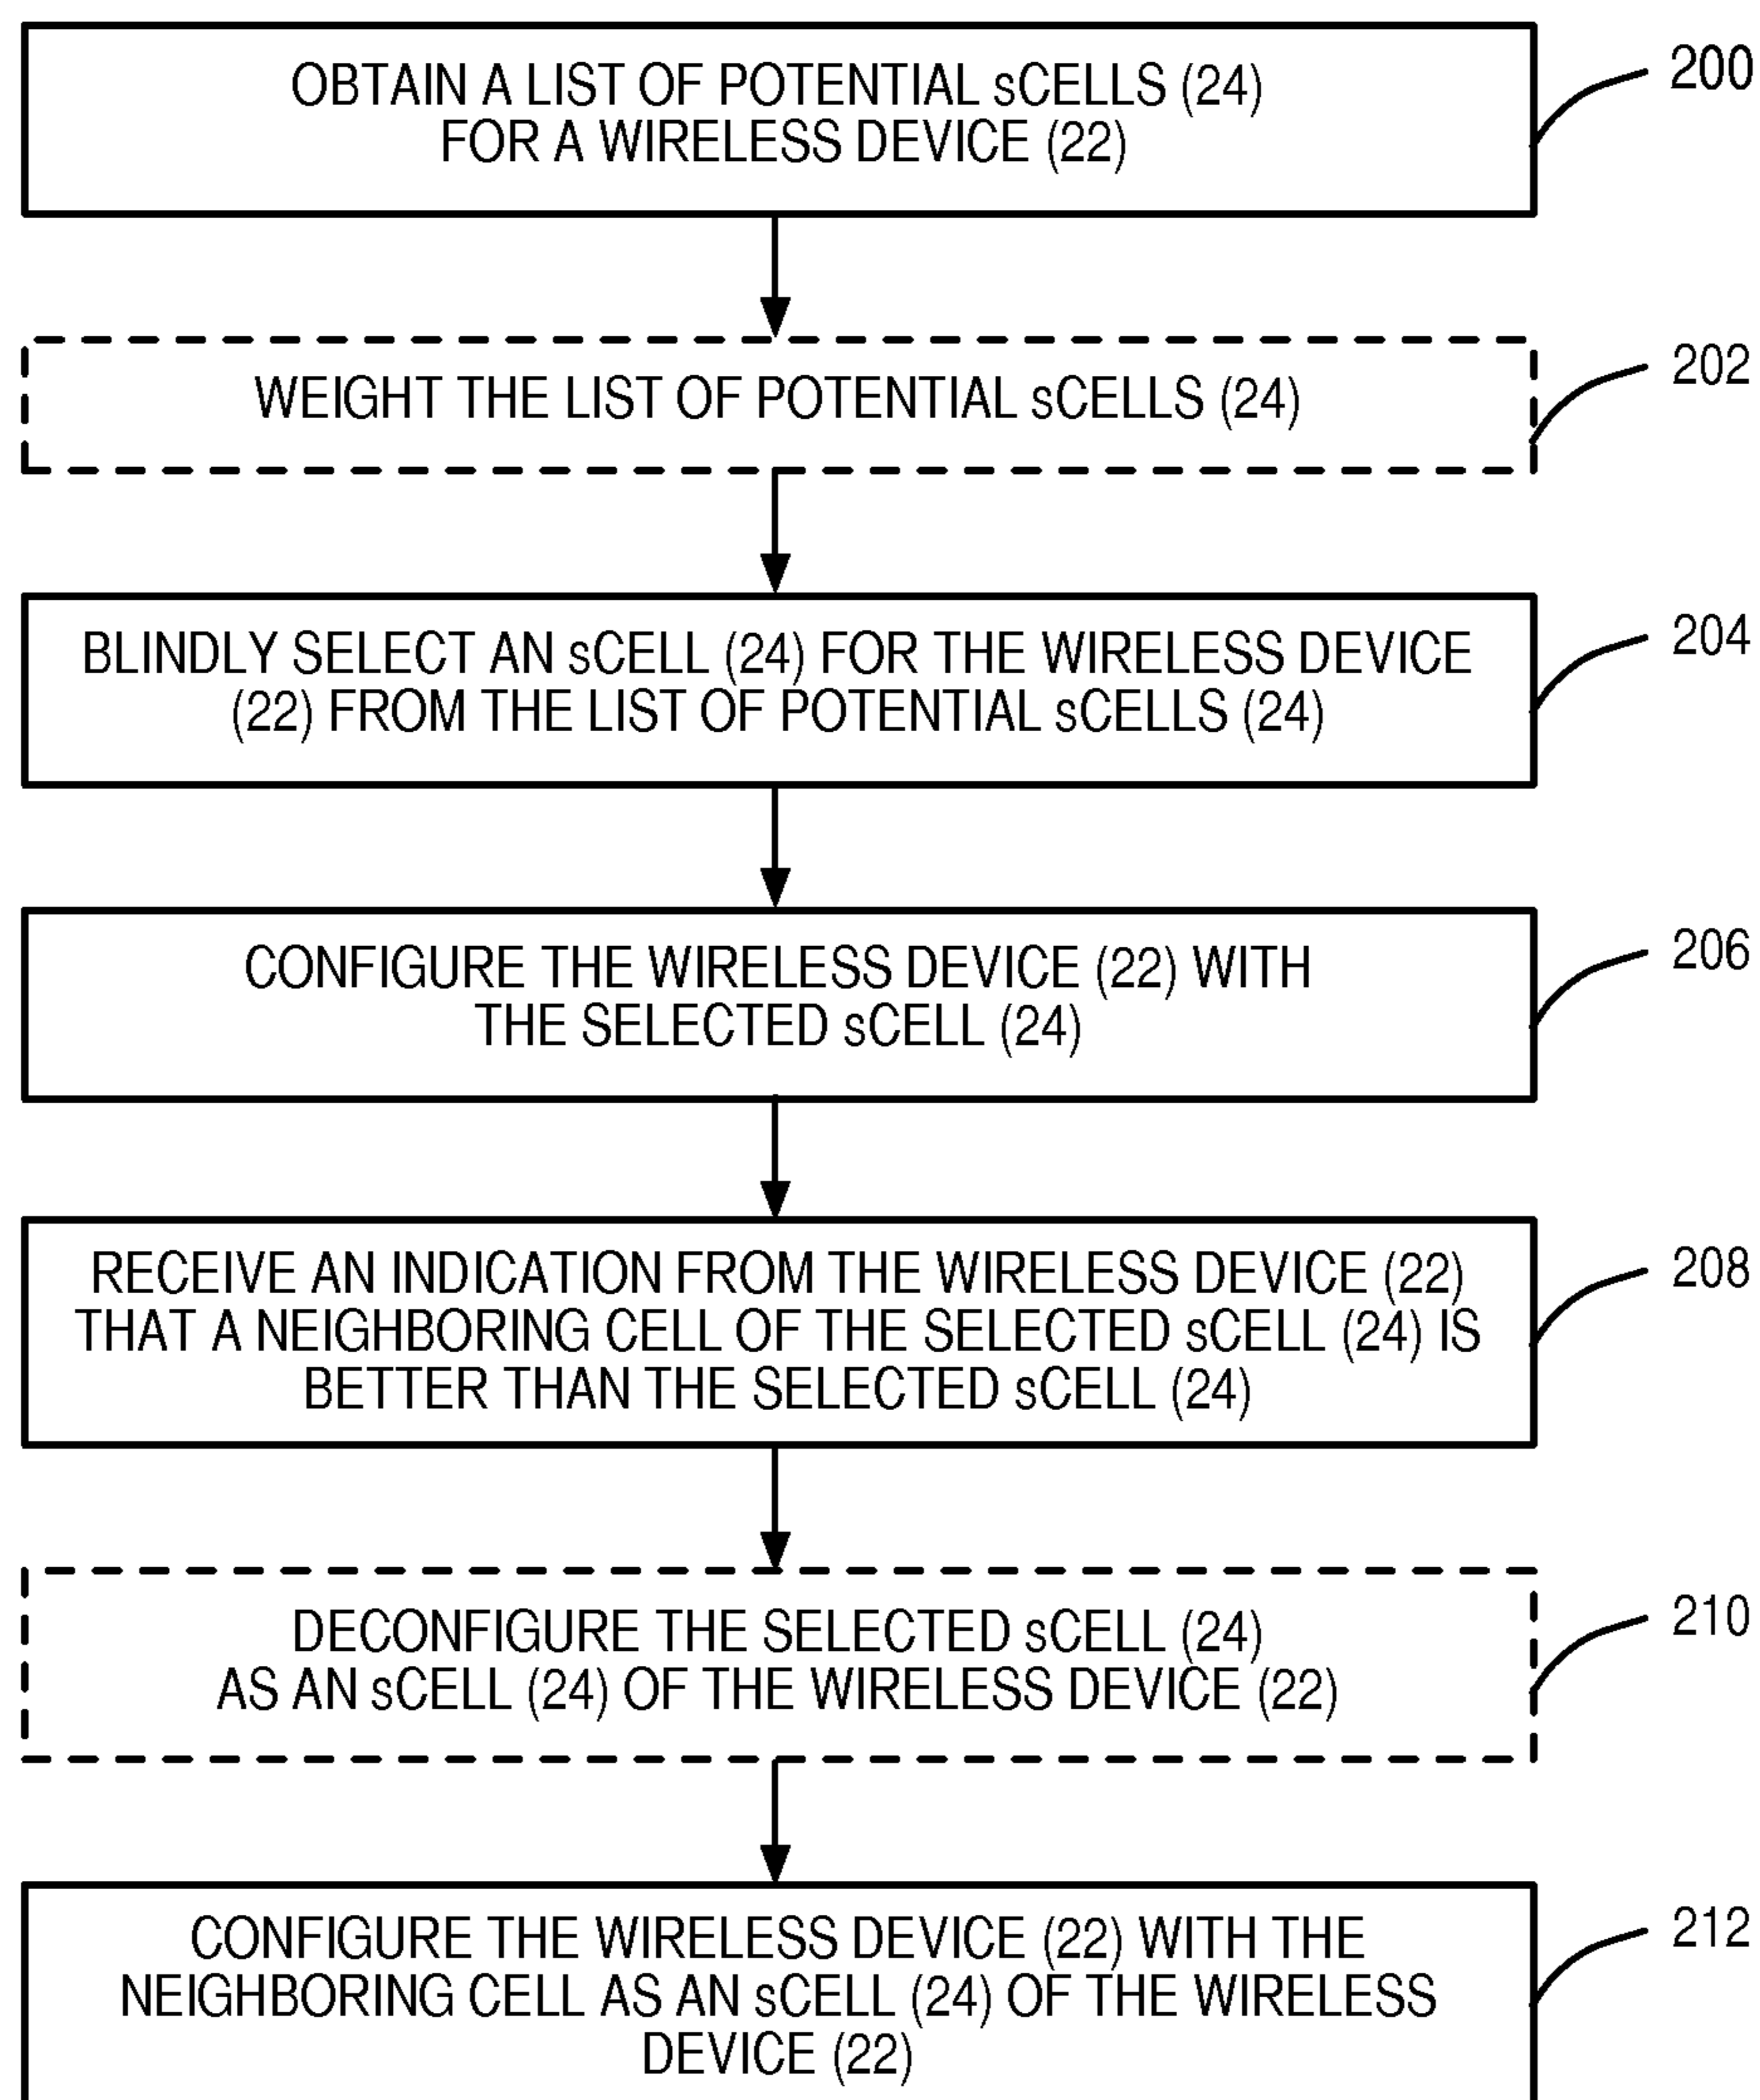 OBTAIN A LIST OF POTENTIAL sCELLS (24)
FOR A WIRELESS DEVICE (22)
200
WEIGHT THE LIST OF POTENTIAL sCELLS (24)
202
BLINDLY SELECT AN sCELL (24) FOR THE WIRELESS DEVICE
(22) FROM THE LIST OF POTENTIAL sCELLS (24)
204
CONFIGURE THE WIRELESS DEVICE (22) WITH
THE SELECTED sCELL (24)
206
RECEIVE AN INDICATION FROM THE WIRELESS DEVICE (22)
THAT A NEIGHBORING CELL OF THE SELECTED sCELL (24) IS
BETTER THAN THE SELECTED sCELL (24)
208
DECONFIGURE THE SELECTED sCELL (24)
AS AN sCELL (24) OF THE WIRELESS DEVICE (22)
210
CONFIGURE THE WIRELESS DEVICE (22) WITH THE
NEIGHBORING CELL AS AN sCELL (24) OF THE WIRELESS
DEVICE (22)
212